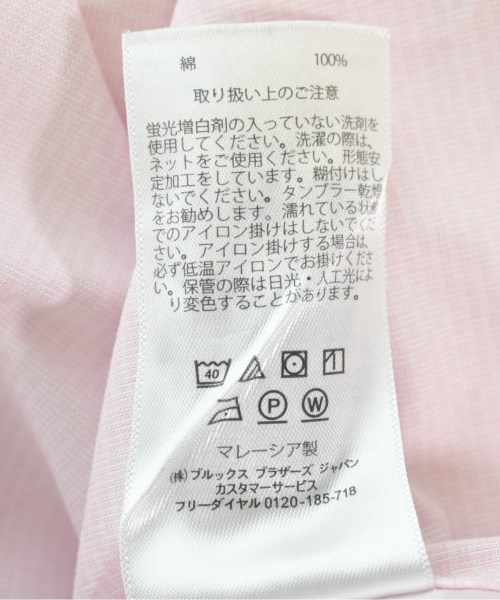 綿 100%
取り扱い上のご注意
蛍光増白剤の入っていない洗剤を
使用してください。洗濯の際は、
ネットをご使用ください。形態安
定加工をしています。糊付けはし
ないでください。タンブラー乾燥
をお勧めします。濡れている状態
でのアイロン掛けはしないでくだ
さい。アイロン掛けする場合は、
必ず低温アイロンでお掛けくださ
い。保管の際は日光・人工光によ
り変色することがあります。
40
P W
マレーシア製
(株) ブルックス ブラザーズ ジャパン
カスタマーサービス
フリーダイヤル 0120-185-718